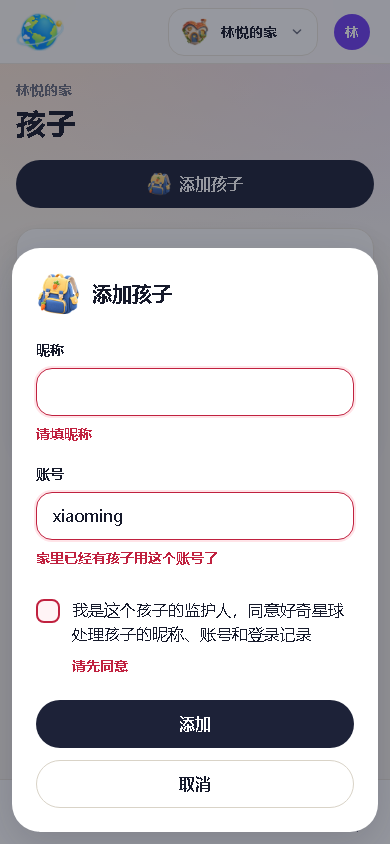 林悦的家
林
林悦的家
孩子
添加孩子
添加孩子
昵称
请填昵称
账号
xiaoming
家里已经有孩子用这个账号了
我是这个孩子的监护人，同意好奇星球
处理孩子的昵称、账号和登录记录
请先同意
添加
取消